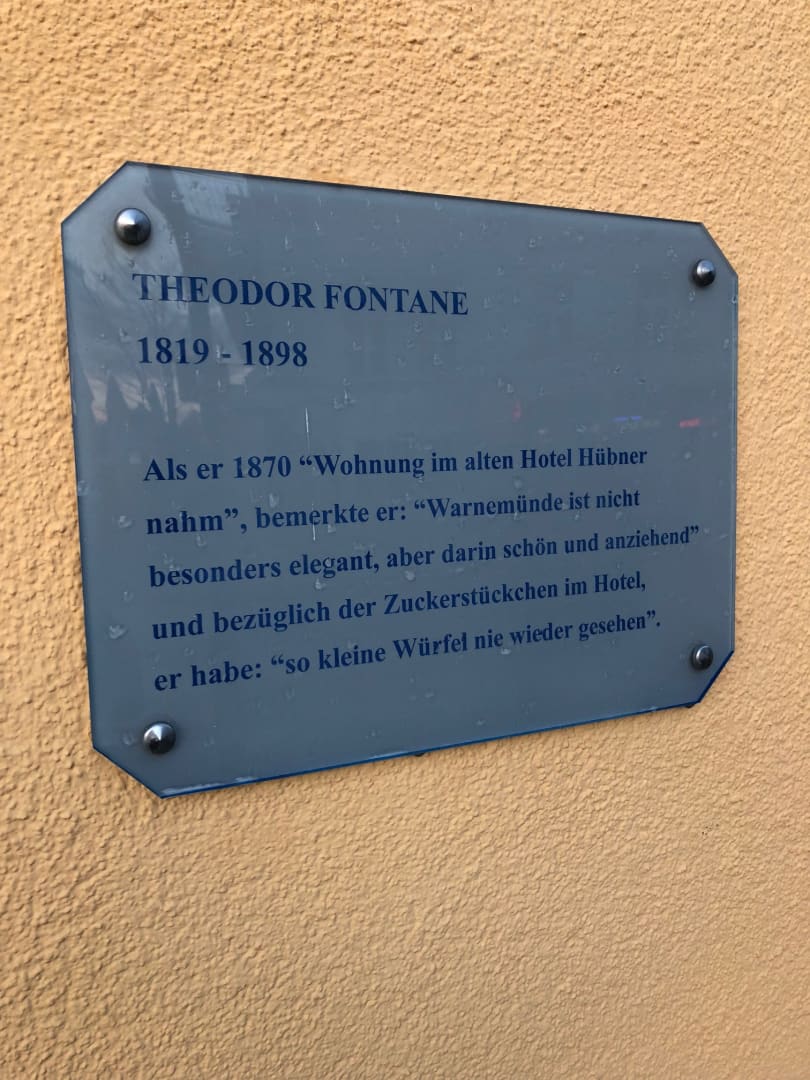 THEODOR FONTANE
1819 - 1898
Als er 1870 “Wohnung im alten Hotel Hübner
nahm”, bemerkte er: “Warnemünde ist nicht
besonders elegant, aber darin schön und anziehend”
und bezüglich der Zuckerstückchen im Hotel,
er habe: “so kleine Würfel nie wieder gesehen”.